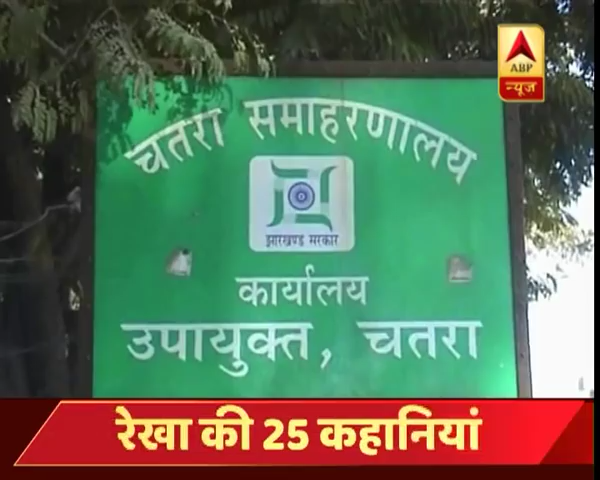 ABP
न्यूज़
चतरा समाहरणालय
झारखण्ड सरकार
कार्यालय
उपायुक्त, चतरा
रेखा की 25 कहानियां